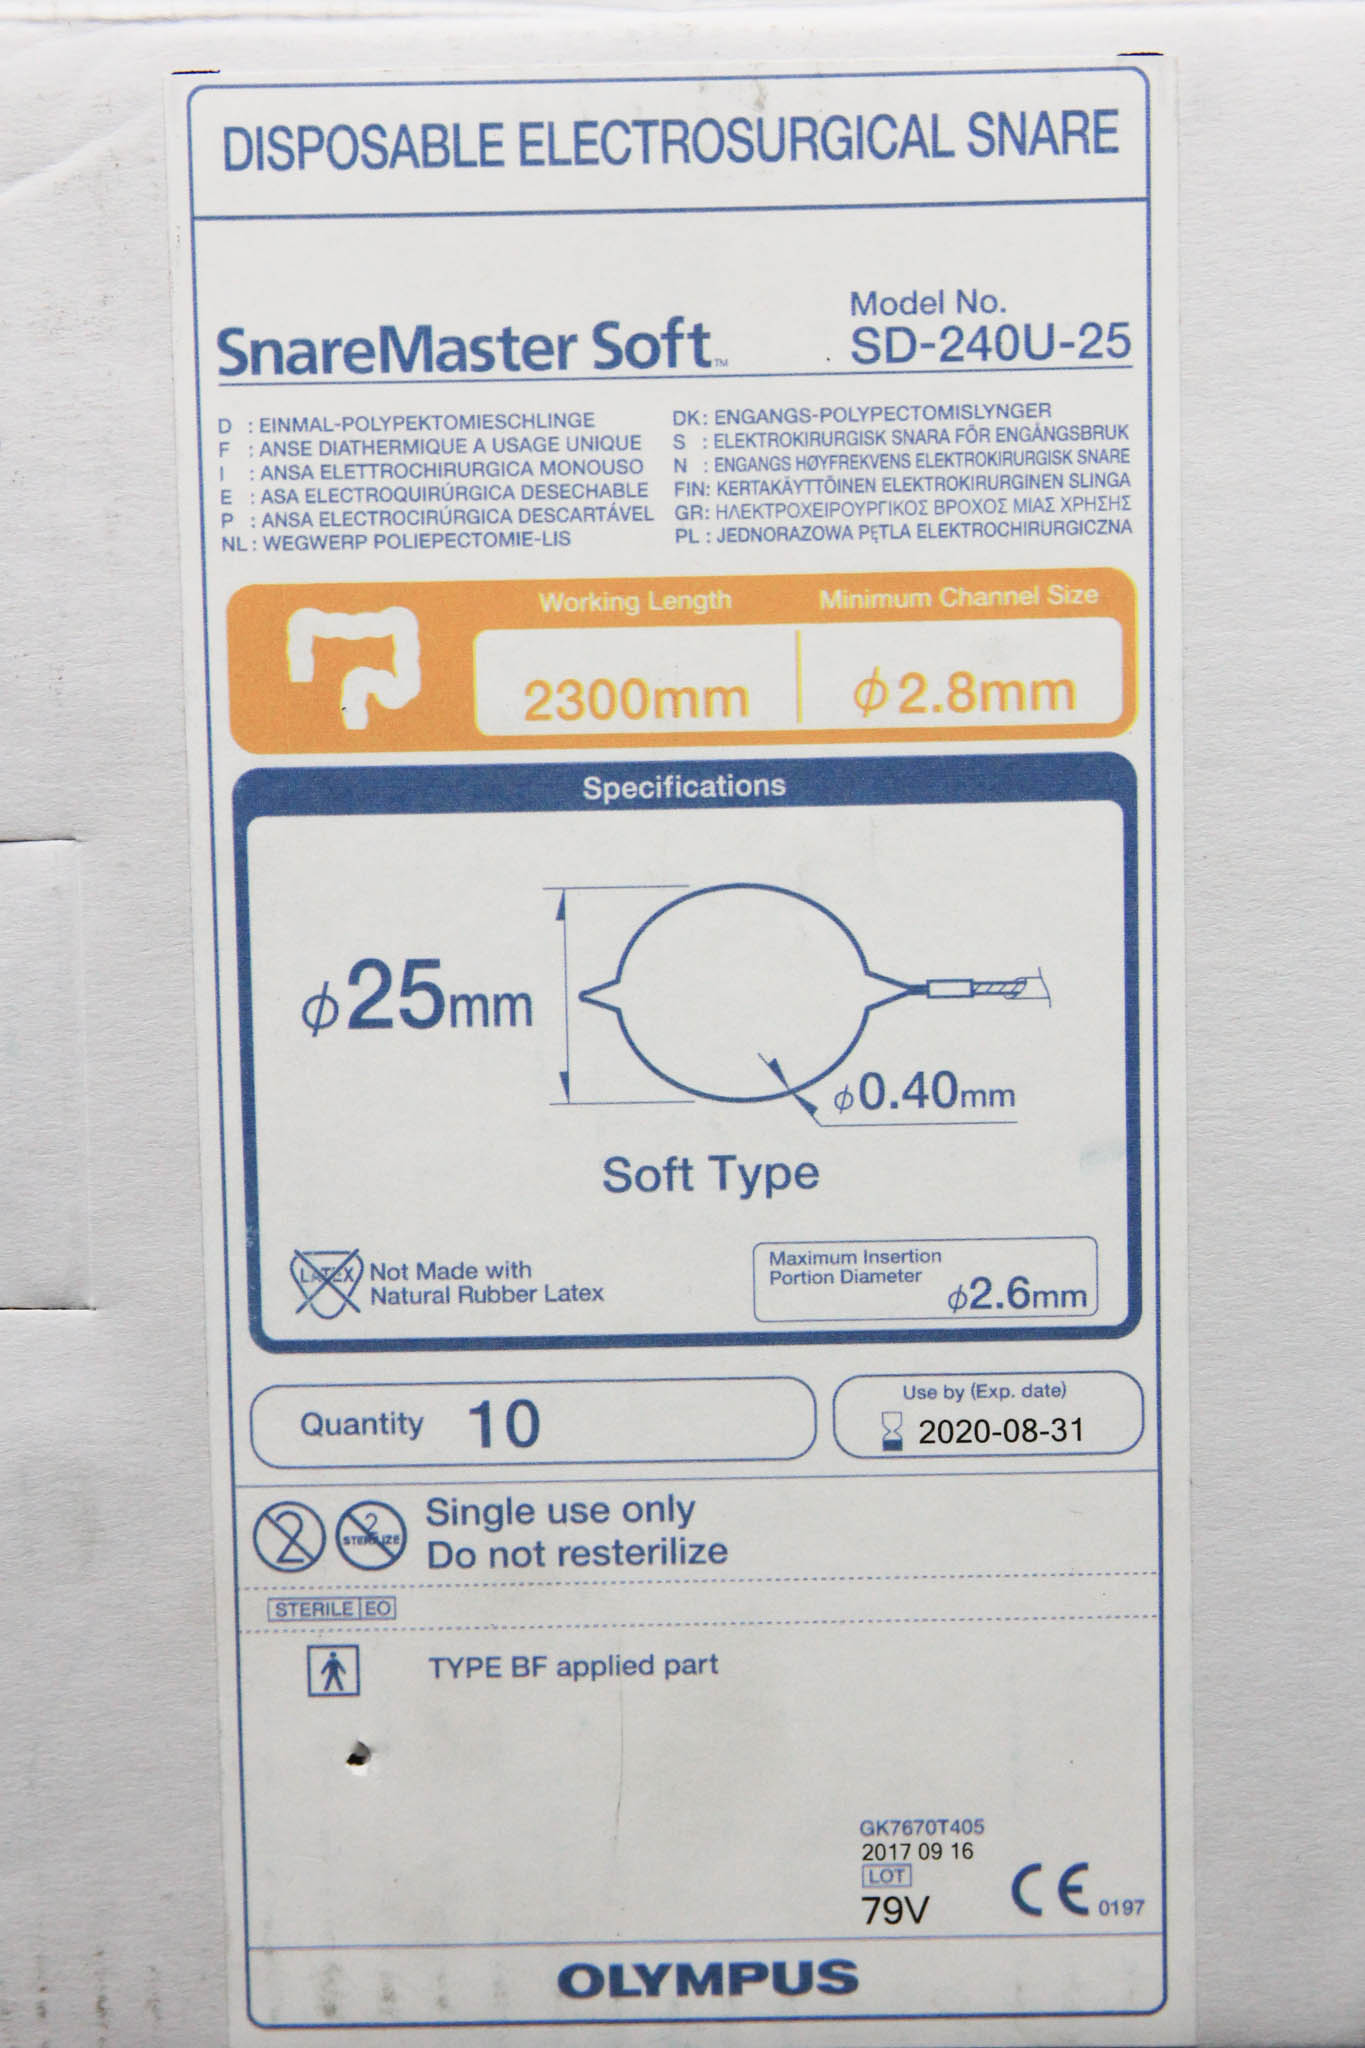 DISPOSABLE ELECTROSURGICAL SNARE
SnareMaster Soft™
Model No.
SD-240U-25
D : EINMAL-POLYPEKTOMIESCHLINGE
F : ANSE DIATHERMIQUE A USAGE UNIQUE
I : ANSA ELETTROCHIRURGICA MONOUSO
E : ASA ELECTROQUIRÚRGICA DESECHABLE
P : ANSA ELECTROCIRÚRGICA DESCARTÁVEL
NL: WEGWERP POLIEPECTOMIE-LIS
DK: ENGANGS-POLYPECTOMISLYNGER
S : ELEKTROKIRURGISK SNARA FÖR ENGÅNGSBRUK
N : ENGANGS HØYFREKVENS ELEKTROKIRURGISK SNARE
FIN: KERTAKÄYTTÖINEN ELEKTROKIRURGINEN SLINGA
GR: ΗΛΕΚΤΡΟΧΕΙΡΟΥΡΓΙΚΟΣ ΒΡΟΧΟΣ ΜΙΑΣ ΧΡΗΣΗΣ
PL : JEDNORAZOWA PĘTLA ELEKTROCHIRURGICZNA
Working Length
2300mm
Minimum Channel Size
φ2.8mm
Specifications
φ25mm
φ0.40mm
Soft Type
LATEX
Not Made with
Natural Rubber Latex
Maximum Insertion
Portion Diameter
φ2.6mm
Quantity 10
Use by (Exp. date)
2020-08-31
2
2
STERILIZE
Single use only
Do not resterilize
STERILE EO
TYPE BF applied part
GK7670T405
2017 09 16
LOT
79V
CE 0197
OLYMPUS